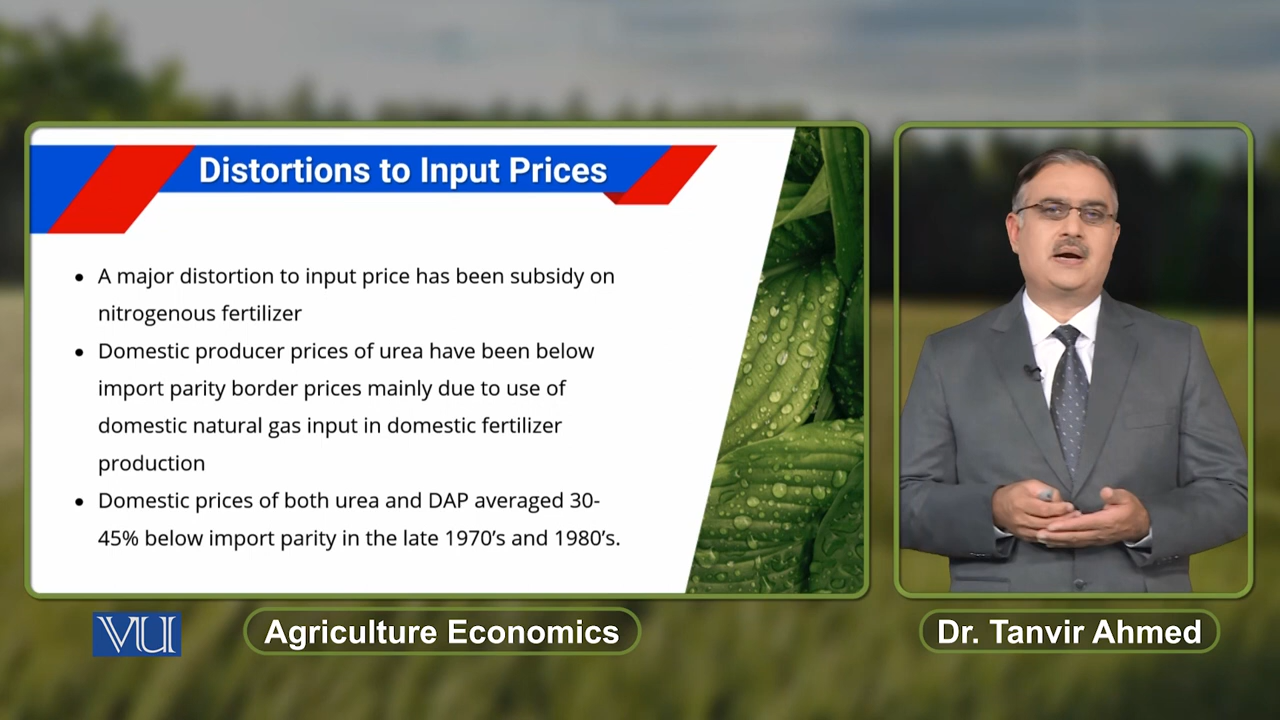 Distortions to Input Prices
• A major distortion to input price has been subsidy on
nitrogenous fertilizer
• Domestic producer prices of urea have been below
import parity border prices mainly due to use of
domestic natural gas input in domestic fertilizer
production
• Domestic prices of both urea and DAP averaged 30-
45% below import parity in the late 1970’s and 1980’s.
VU
Agriculture Economics
Dr. Tanvir Ahmed